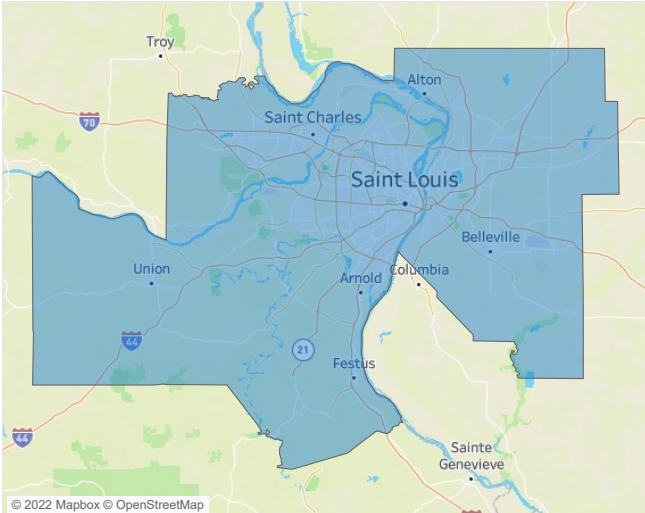 Troy
Alton
70
Saint Charles
Saint Louis
Belleville
Union
Arnold
Columbia
44
21
Festus
44
Sainte
Genevieve
© 2022 Mapbox © OpenStreetMap